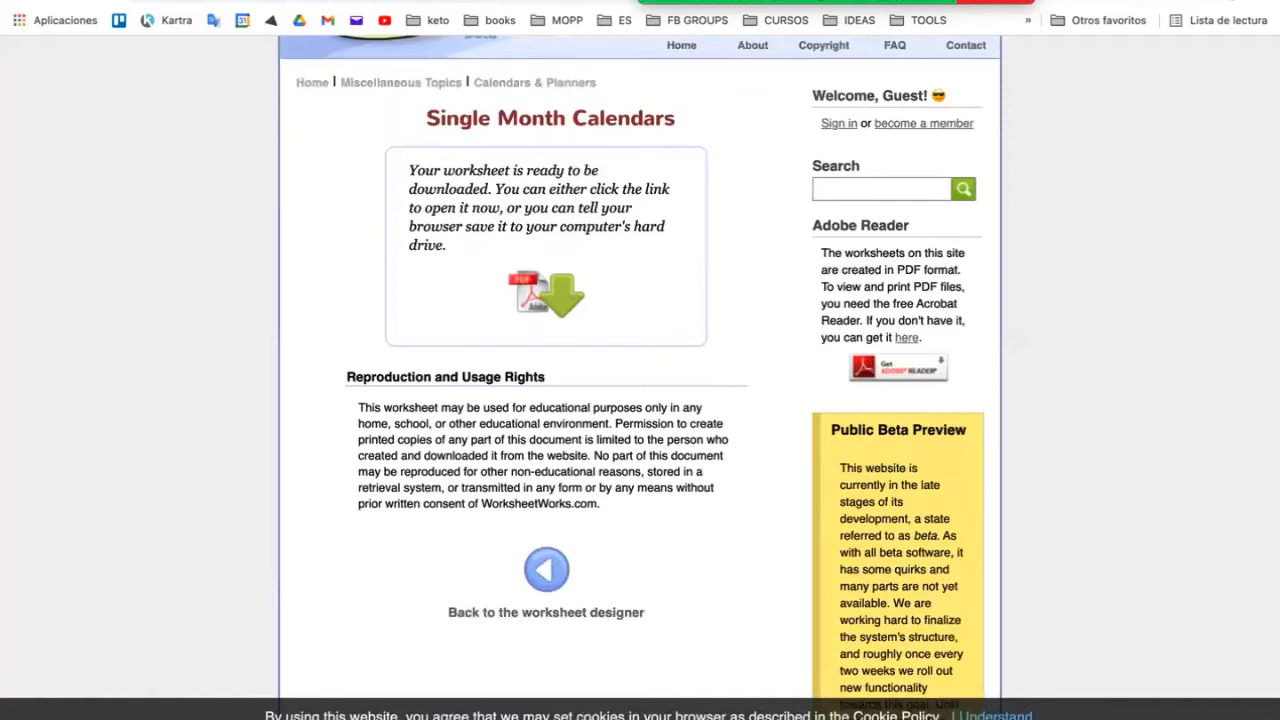 Aplicaciones Kartra keto books MOPP ES FB GROUPS CURSOS IDEAS TOOLS » Otros favoritos Lista de lectura
Home About Copyright FAQ Contact
Home | Miscellaneous Topics | Calendars & Planners
Single Month Calendars
Your worksheet is ready to be
downloaded. You can either click the link
to open it now, or you can tell your
browser save it to your computer's hard
drive.
PDF
Adobe
Reproduction and Usage Rights
This worksheet may be used for educational purposes only in any
home, school, or other educational environment. Permission to create
printed copies of any part of this document is limited to the person who
created and downloaded it from the website. No part of this document
may be reproduced for other non-educational reasons, stored in a
retrieval system, or transmitted in any form or by any means without
prior written consent of WorksheetWorks.com.
Back to the worksheet designer
Welcome, Guest!
Sign in or become a member
Search
Adobe Reader
The worksheets on this site
are created in PDF format.
To view and print PDF files,
you need the free Acrobat
Reader. If you don't have it,
you can get it here.
Get
ADOBE® READER®
Public Beta Preview
This website is
currently in the late
stages of its
development, a state
referred to as beta. As
with all beta software, it
has some quirks and
many parts are not yet
available. We are
working hard to finalize
the system's structure,
and roughly once every
two weeks we roll out
new functionality
towards this goal. Until
By using this website, you agree that we may set cookies in your browser as described in the Cookie Policy. I Understand